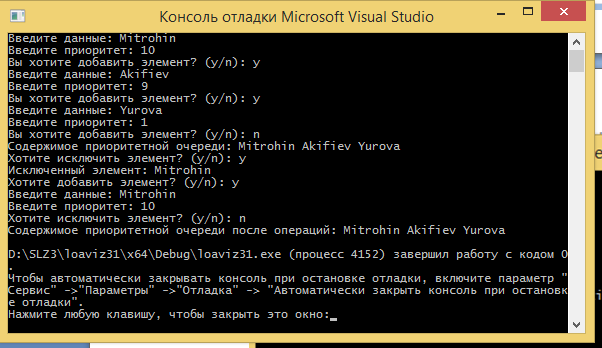 Консоль отладки Microsoft Visual Studio
Введите данные: Mitrohin
Введите приоритет: 10
Вы хотите добавить элемент? (y/n): y
Введите данные: Akifiev
Введите приоритет: 9
Вы хотите добавить элемент? (y/n): y
Введите данные: Yurova
Введите приоритет: 1
Вы хотите добавить элемент? (y/n): n
Содержимое приоритетной очереди: Mitrohin Akifiev Yurova
Хотите исключить элемент? (y/n): y
Исключенный элемент: Mitrohin
Хотите добавить элемент? (y/n): y
Введите данные: Mitrohin
Введите приоритет: 10
Хотите исключить элемент? (y/n): n
Содержимое приоритетной очереди после операций: Mitrohin Akifiev Yurova
D:\SLZ3\loaviz31\x64\Debug\loaviz31.exe (процесс 4152) завершил работу с кодом 0
.
Чтобы автоматически закрывать консоль при остановке отладки, включите параметр "
Сервис" ->"Параметры" ->"Отладка" -> "Автоматически закрыть консоль при остановк
е отладки".
Нажмите любую клавишу, чтобы закрыть это окно: